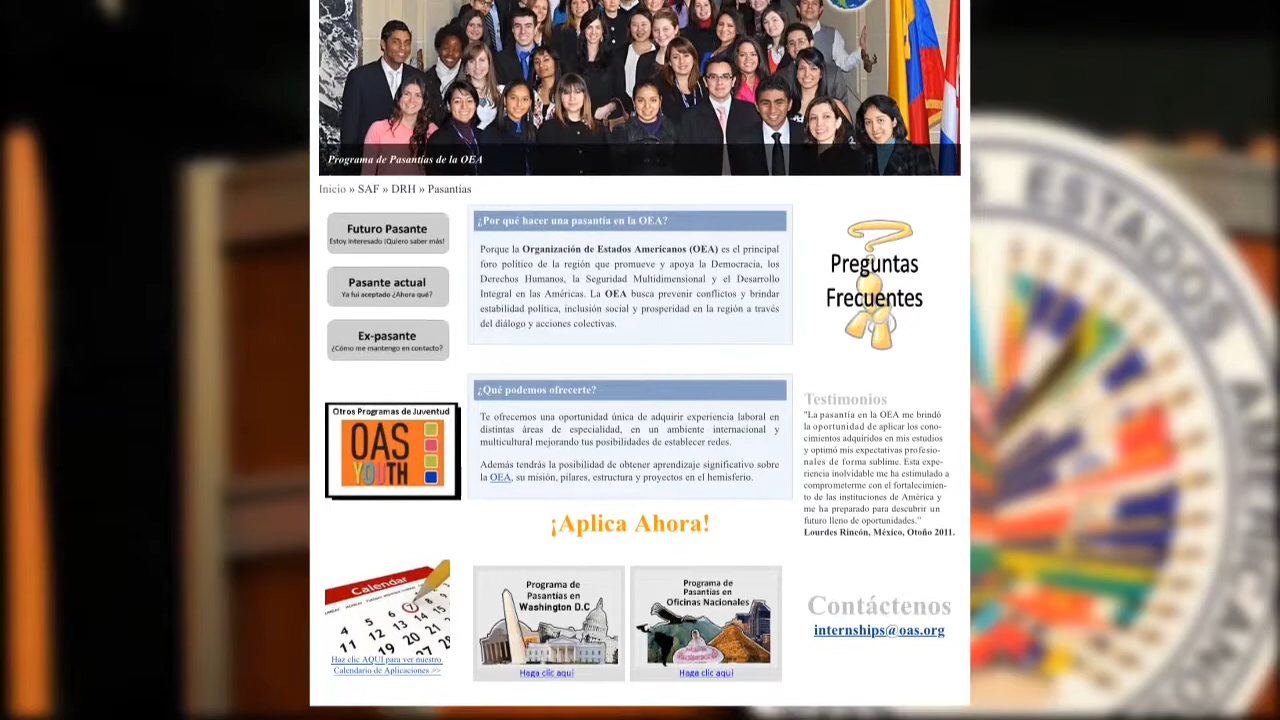 Programa de Pasantías de la OEA
Inicio » SAF » DRH » Pasantías
Futuro Pasante
Estoy interesado ¡Quiero saber más!
Pasante actual
Ya fui aceptado ¿Ahora qué?
Ex-pasante
¿Cómo me mantengo en contacto?
Otros Programas de Juventud
OAS
YOUTH
Calendar
4 5 6
11 12 13
17 19 20
Haz clic AQUI para ver nuestro
Calendario de Aplicaciones >>
¿Por qué hacer una pasantía en la OEA?
Porque la Organización de Estados Americanos (OEA) es el principal
foro político de la región que promueve y apoya la Democracia, los
Derechos Humanos, la Seguridad Multidimensional y el Desarrollo
Integral en las Américas. La OEA busca prevenir conflictos y brindar
estabilidad política, inclusión social y prosperidad en la región a través
del diálogo y acciones colectivas.
¿Qué podemos ofrecerte?
Te ofrecemos una oportunidad única de adquirir experiencia laboral en
distintas áreas de especialidad, en un ambiente internacional y
multicultural mejorando tus posibilidades de establecer redes.
Además tendrás la posibilidad de obtener aprendizaje significativo sobre
la OEA, su misión, pilares, estructura y proyectos en el hemisferio.
¡Aplica Ahora!
Programa de
Pasantías en
Washington D.C
Haga clic aquí
Programa de
Pasantías en
Oficinas Nacionales
Haga clic aquí
Preguntas
Frecuentes
Testimonios
"La pasantía en la OEA me brindó
la oportunidad de aplicar los cono-
cimientos adquiridos en mis estudios
y optimó mis expectativas profesio-
nales de forma sublime. Esta expe-
riencia inolvidable me ha estimulado a
comprometerme con el fortalecimien-
to de las instituciones de América y
me ha preparado para descubrir un
futuro lleno de oportunidades."
Lourdes Rincón, México, Otoño 2011.
Contáctenos
internships@oas.org
ESTADOS